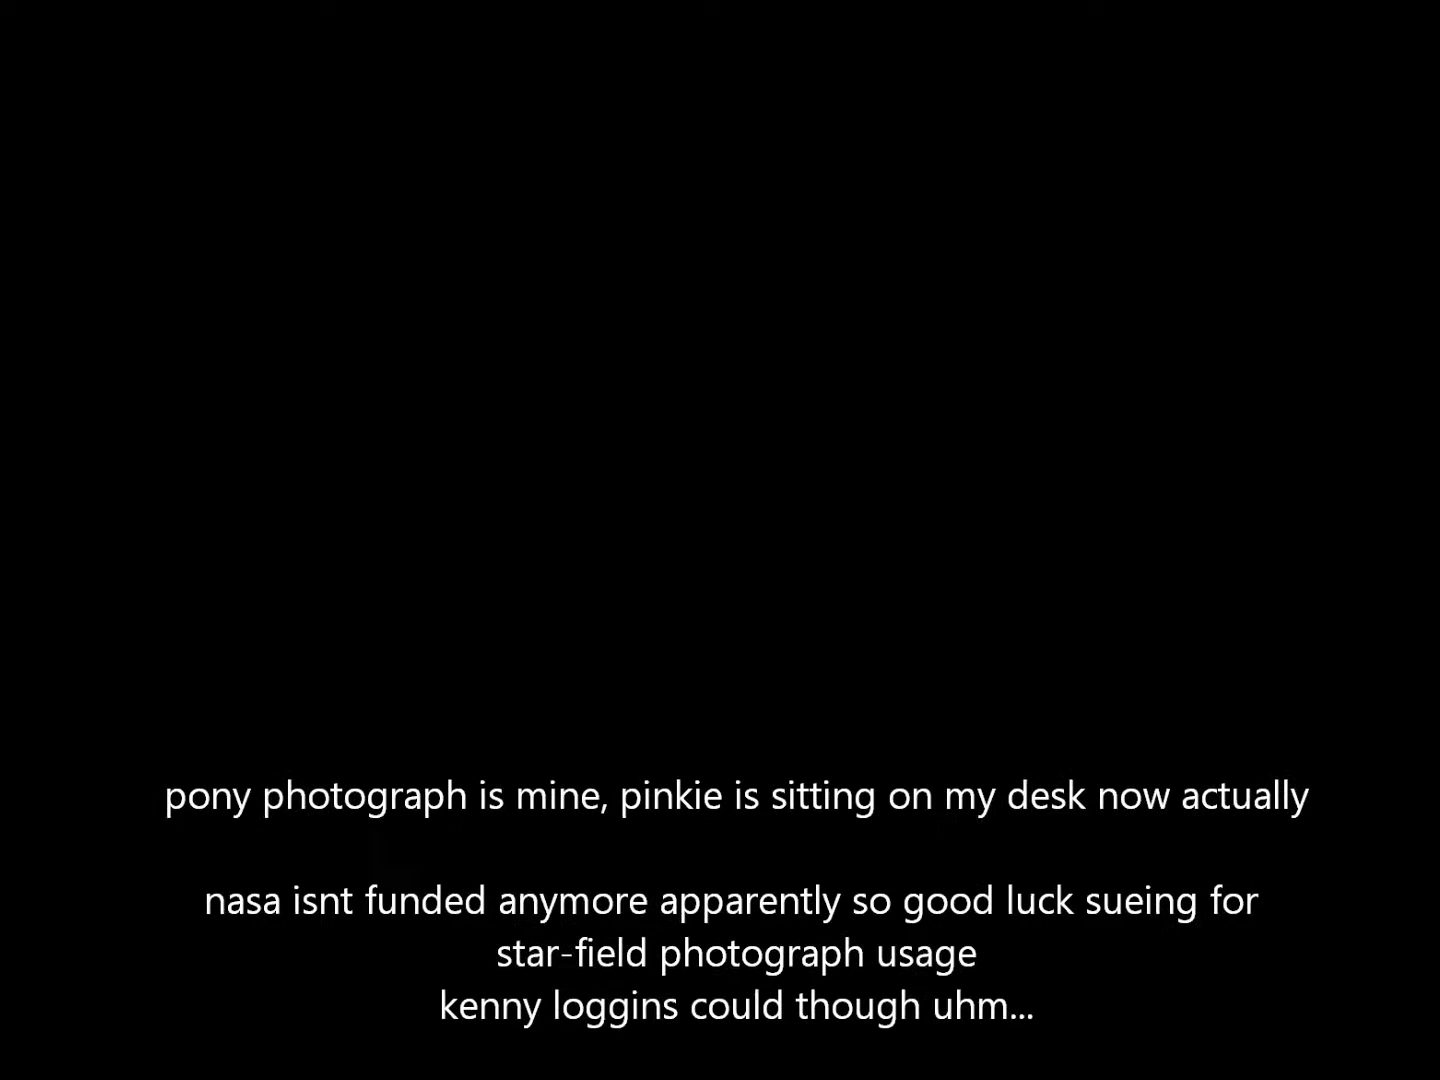 pony photograph is mine, pinkie is sitting on my desk now actually
nasa isnt funded anymore apparently so good luck sueing for
star-field photograph usage
kenny loggins could though uhm...